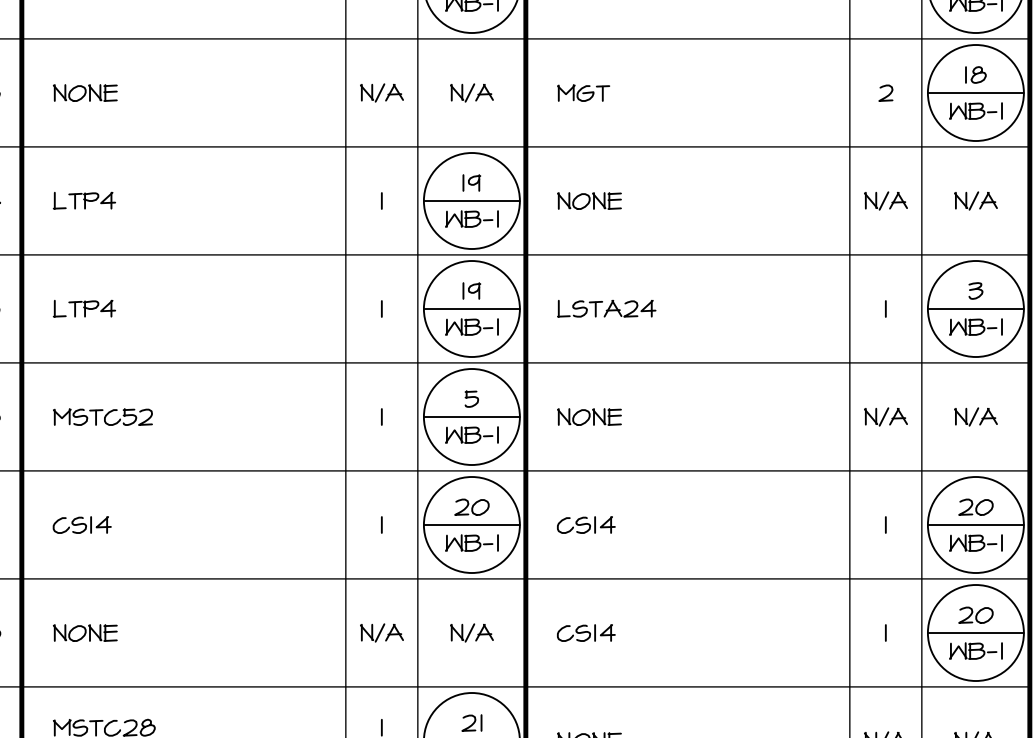 WB-1 WB-1
NONE N/A N/A MGT 2 18
WB-1
LTP4 1 19 NONE N/A N/A
WB-1
LTP4 1 19 LSTA24 1 3
WB-1 WB-1
MSTC52 1 5 NONE N/A N/A
WB-1
CS14 1 20 CS14 1 20
WB-1 WB-1
NONE N/A N/A CS14 1 20
WB-1
MSTC28 1 21 NONE N/A N/A